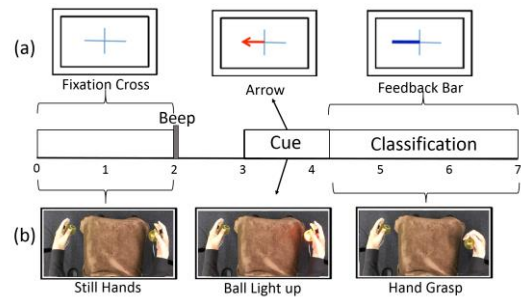 (a)
Fixation Cross
Arrow
Feedback Bar
Beep
Cue
Classification
0 1 2 3 4 5 6 7
(b)
Still Hands
Ball Light up
Hand Grasp